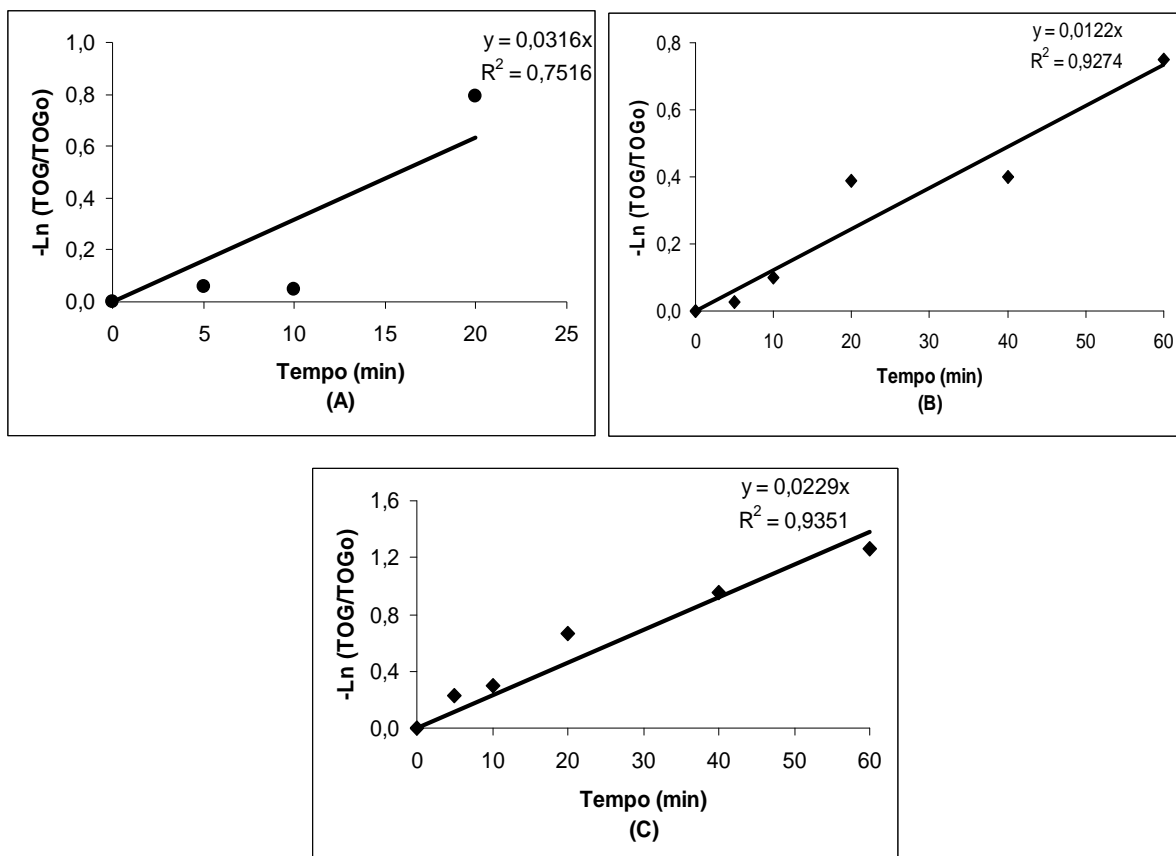 y = 0,0316x
R² = 0,7516
1,0
0,8
0,6
0,4
0,2
0,0
-Ln (TOG/TOGo)
0 5 10 15 20 25
Tempo (min)
(A)
y = 0,0122x
R² = 0,9274
0,8
0,6
0,4
0,2
0,0
-Ln (TOG/TOGo)
0 10 20 30 40 50 60
Tempo (min)
(B)
y = 0,0229x
R² = 0,9351
1,6
1,2
0,8
0,4
0,0
-Ln (TOG/TOGo)
0 10 20 30 40 50 60
Tempo (min)
(C)